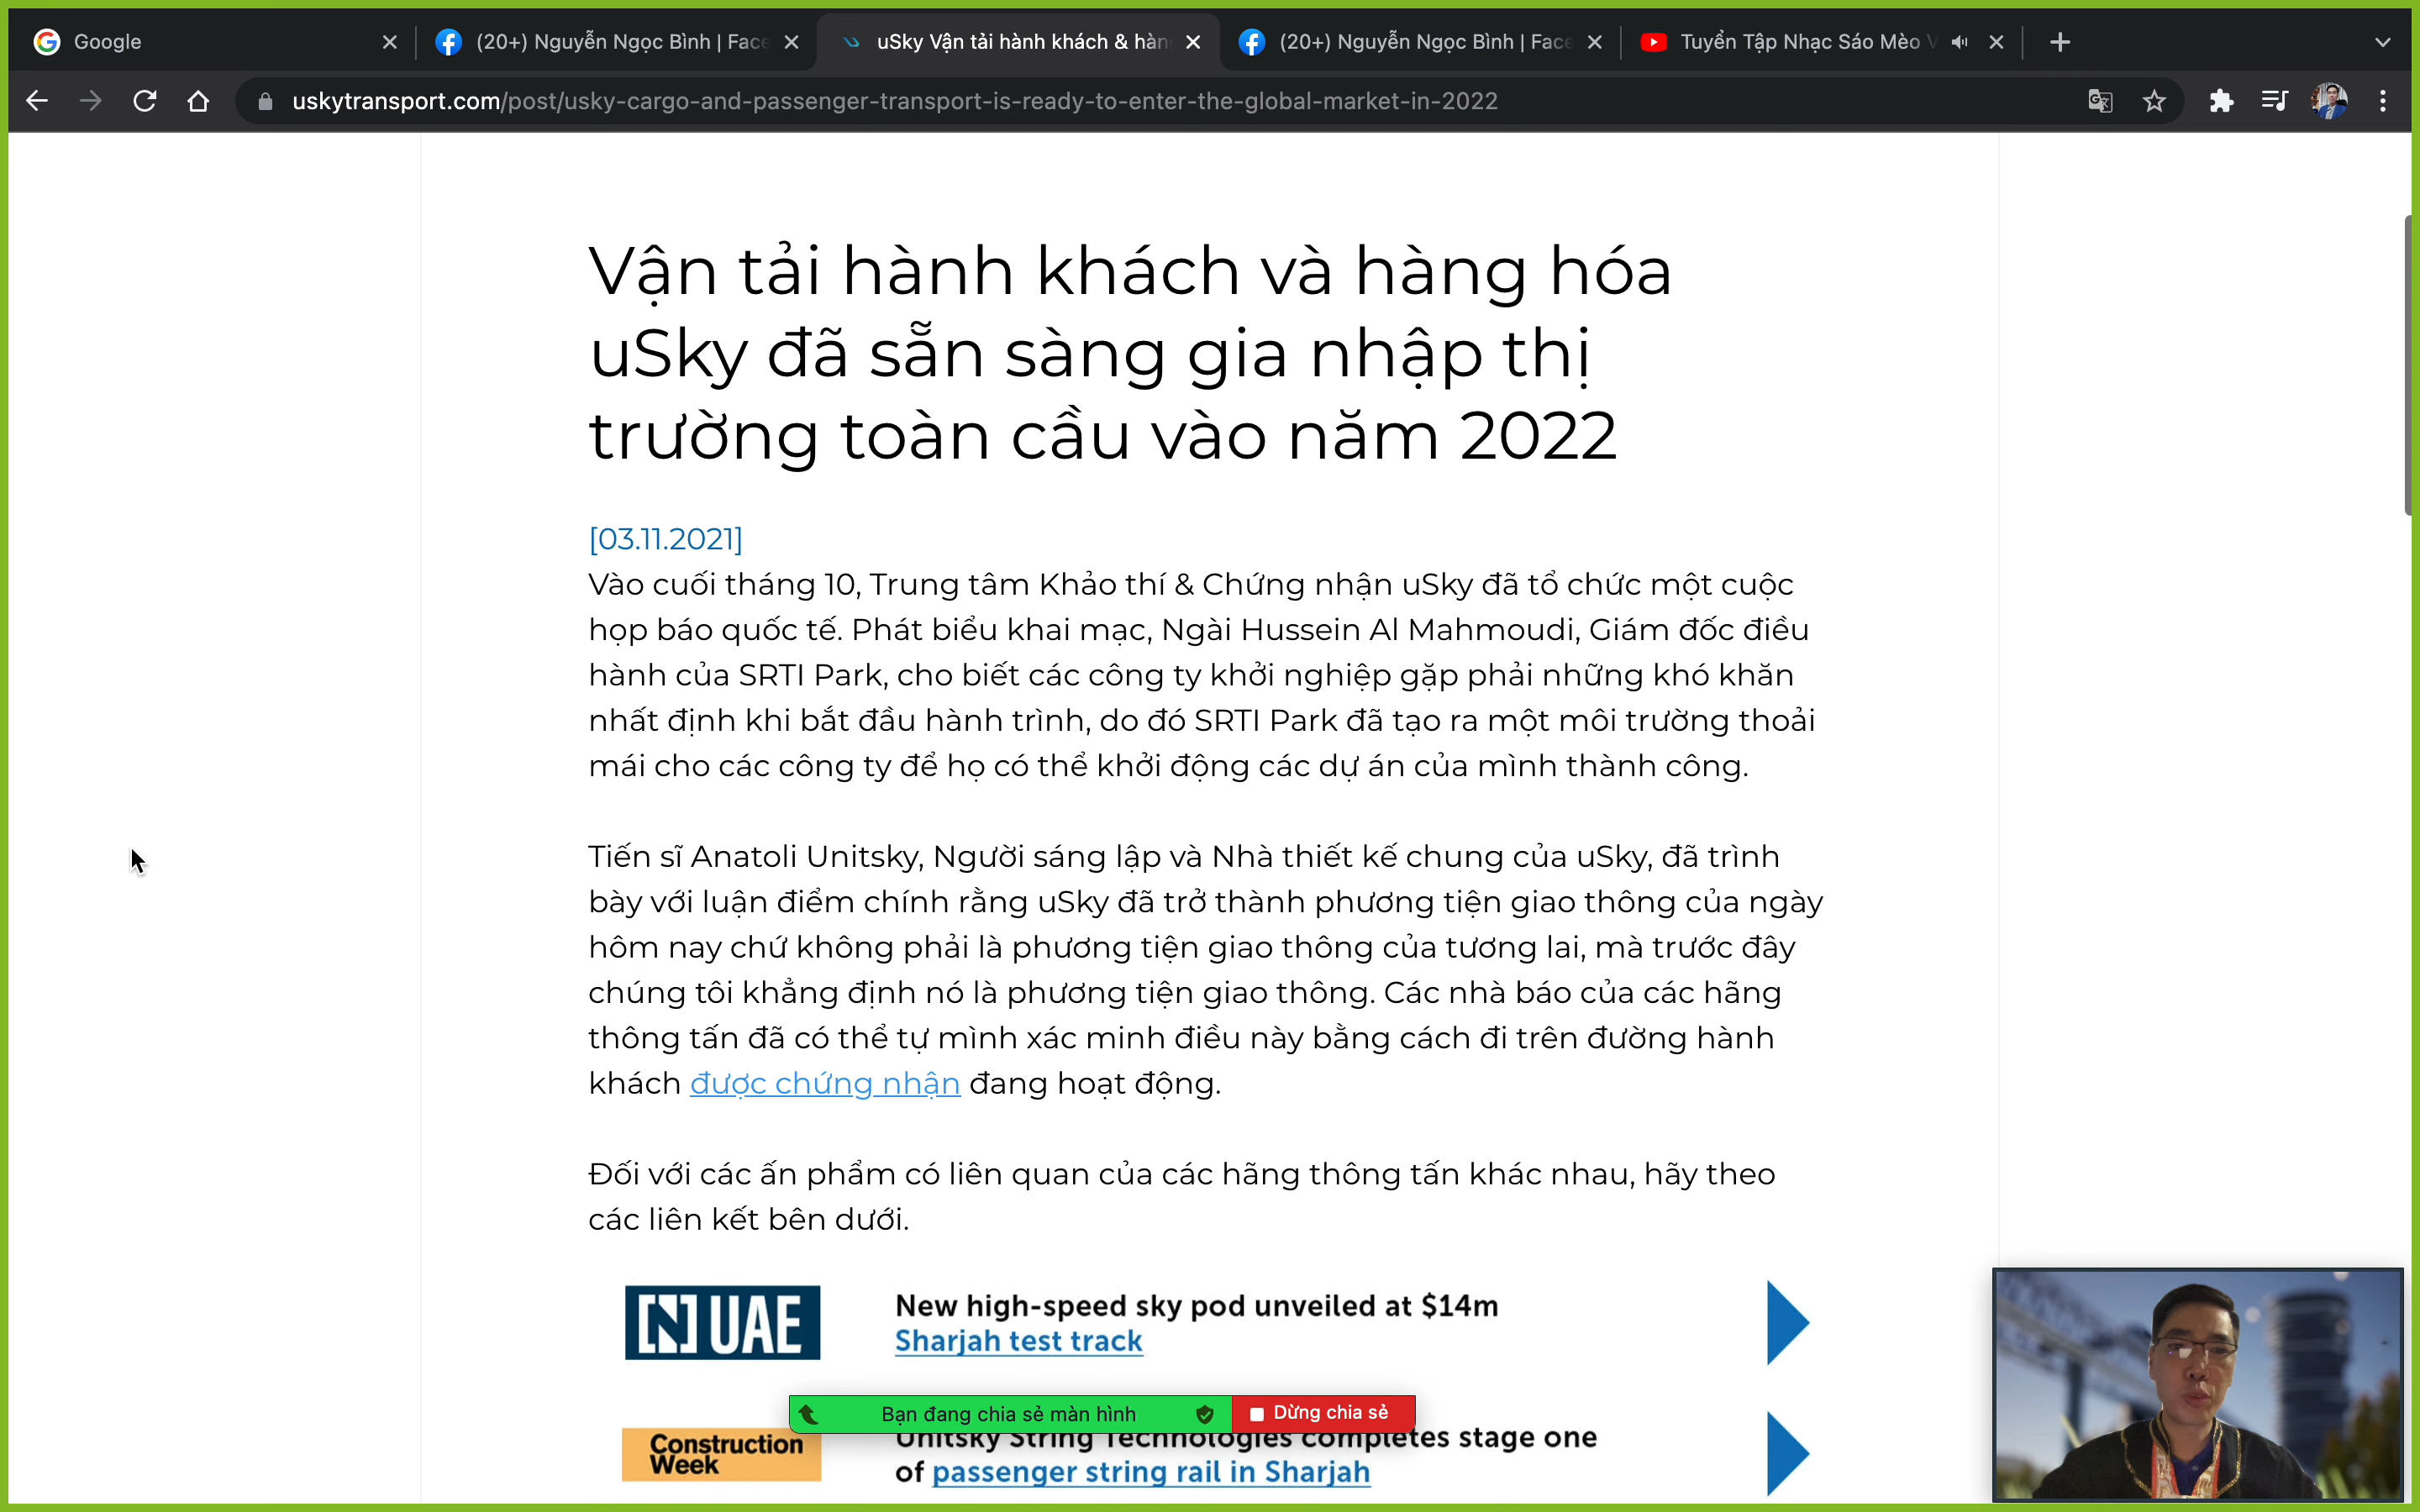 Google
(20+) Nguyễn Ngọc Bình | Face
uSky Vận tải hành khách & hàn
(20+) Nguyễn Ngọc Bình | Face
Tuyển Tập Nhạc Sáo Mèo V
uskytransport.com/post/usky-cargo-and-passenger-transport-is-ready-to-enter-the-global-market-in-2022
Vận tải hành khách và hàng hóa
uSky đã sẵn sàng gia nhập thị
trường toàn cầu vào năm 2022
[03.11.2021]
Vào cuối tháng 10, Trung tâm Khảo thí & Chứng nhận uSky đã tổ chức một cuộc
họp báo quốc tế. Phát biểu khai mạc, Ngài Hussein Al Mahmoudi, Giám đốc điều
hành của SRTI Park, cho biết các công ty khởi nghiệp gặp phải những khó khăn
nhất định khi bắt đầu hành trình, do đó SRTI Park đã tạo ra một môi trường thoải
mái cho các công ty để họ có thể khởi động các dự án của mình thành công.
Tiến sĩ Anatoli Unitsky, Người sáng lập và Nhà thiết kế chung của uSky, đã trình
bày với luận điểm chính rằng uSky đã trở thành phương tiện giao thông của ngày
hôm nay chứ không phải là phương tiện giao thông của tương lai, mà trước đây
chúng tôi khẳng định nó là phương tiện giao thông. Các nhà báo của các hãng
thông tấn đã có thể tự mình xác minh điều này bằng cách đi trên đường hành
khách được chứng nhận đang hoạt động.
Đối với các ấn phẩm có liên quan của các hãng thông tấn khác nhau, hãy theo
các liên kết bên dưới.
[N] UAE
New high-speed sky pod unveiled at $14m
Sharjah test track
Bạn đang chia sẻ màn hình
Dừng chia sẻ
Construction
Week
Unitsky String Technologies completes stage one
of passenger string rail in Sharjah